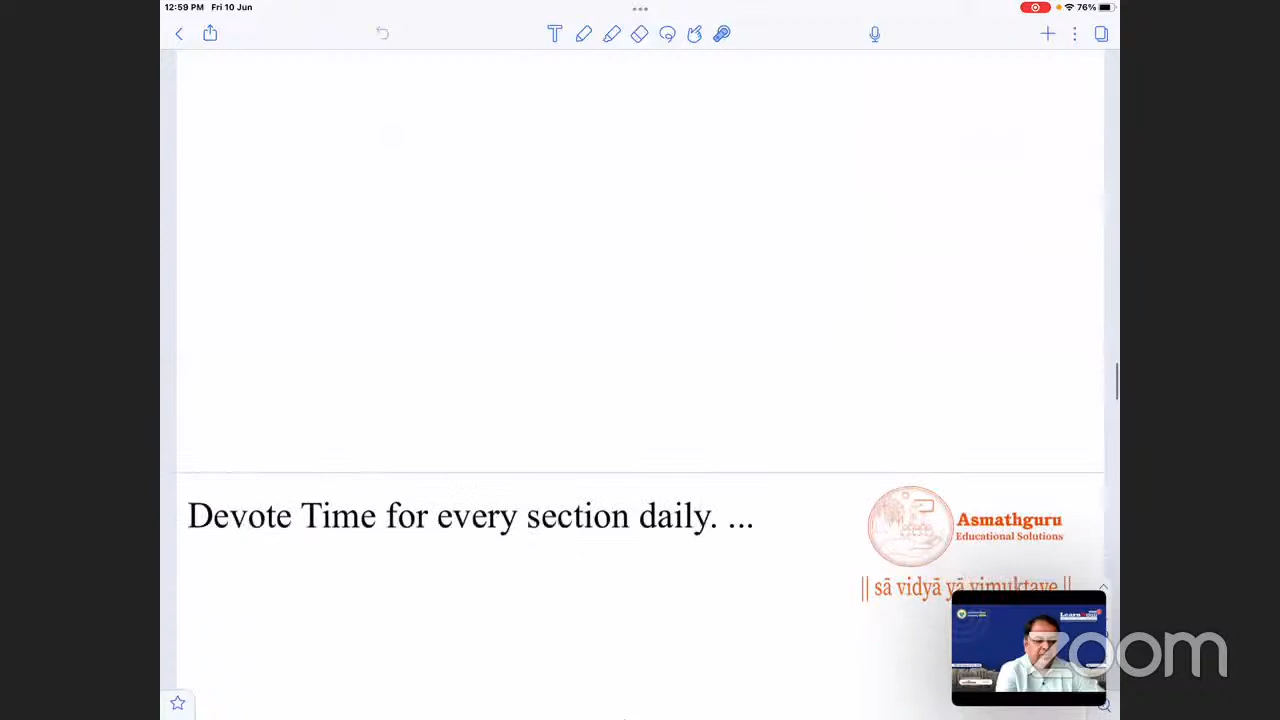 12:59 PM Fri 10 Jun
76%
Devote Time for every section daily. ...
Asmathguru
Educational Solutions
|| sā vidyā yā vimuktaye ||
zoom